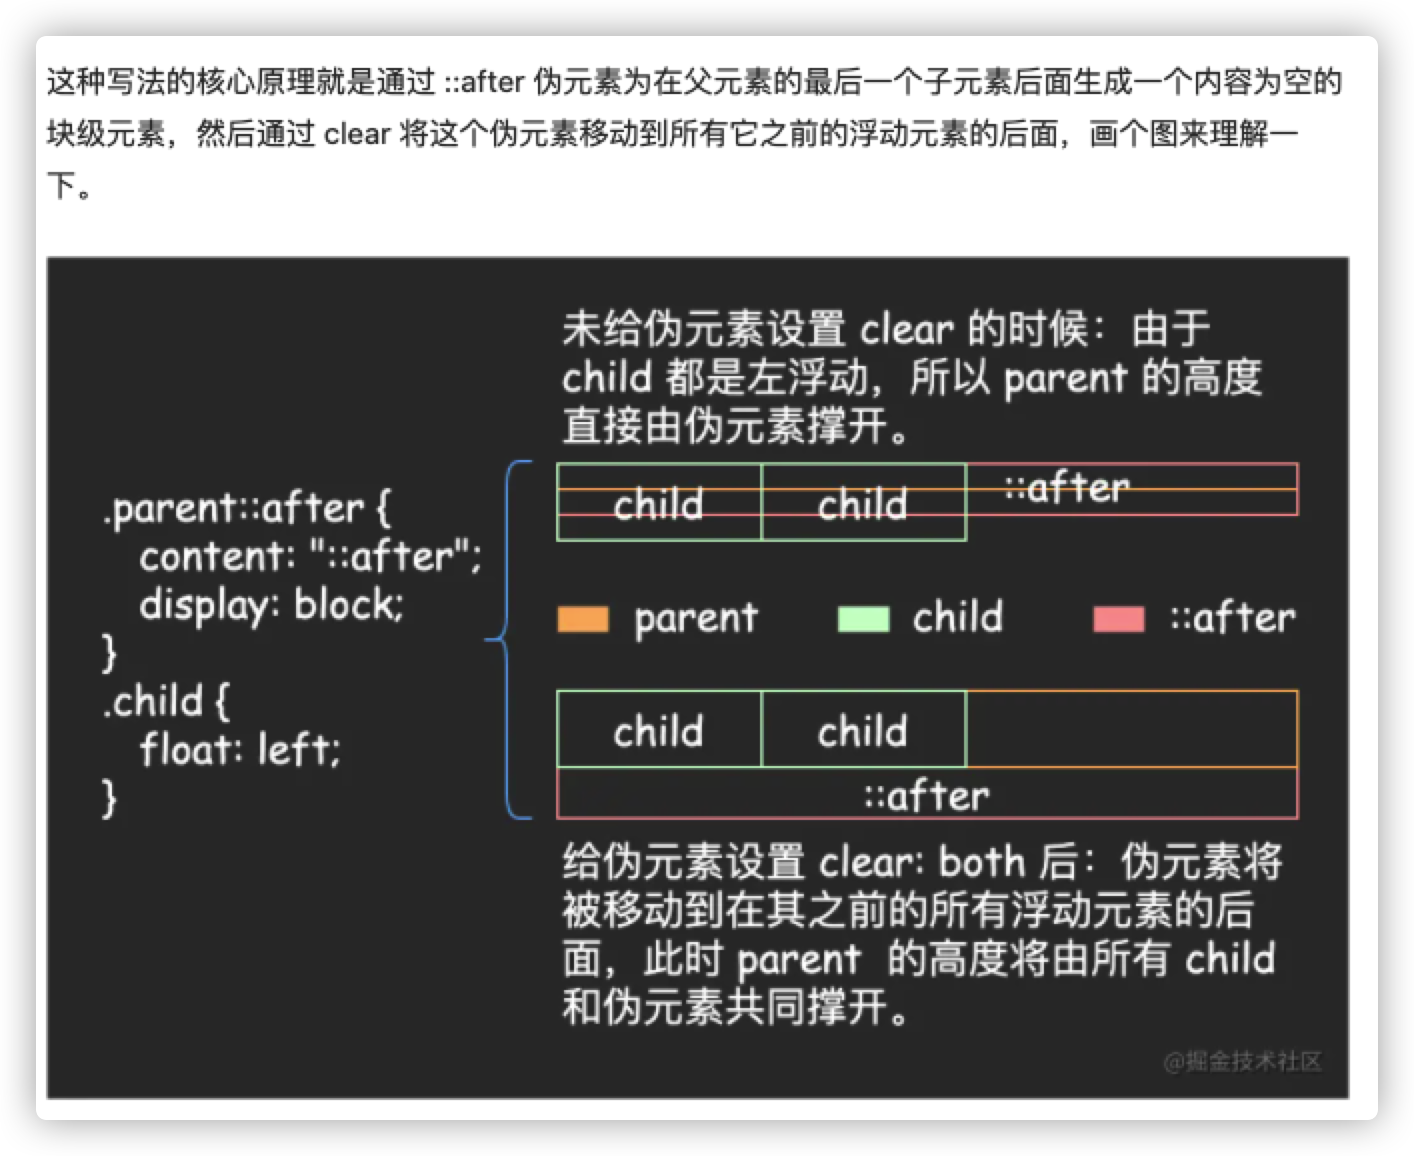 这种写法的核心原理就是通过 ::after 伪元素为在父元素的最后一个子元素后面生成一个内容为空的
块级元素，然后通过 clear 将这个伪元素移动到所有它之前的浮动元素的后面，画个图来理解一
下。
.parent::after {
content: "::after";
display: block;
}
.child {
float: left;
}
未给伪元素设置 clear 的时候：由于
child 都是左浮动，所以 parent 的高度
直接由伪元素撑开。
child child ::after
parent child ::after
child child
::after
给伪元素设置 clear: both 后：伪元素将
被移动到在其之前的所有浮动元素的后
面，此时 parent 的高度将由所有 child
和伪元素共同撑开。
@掘金技术社区